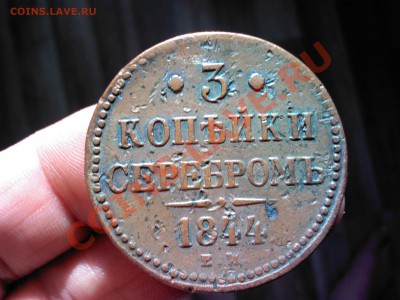 COINS.LAVE.RU
· 3 ·
КОПѢЙКИ
СЕРЕБРОМЪ
1844
Е М